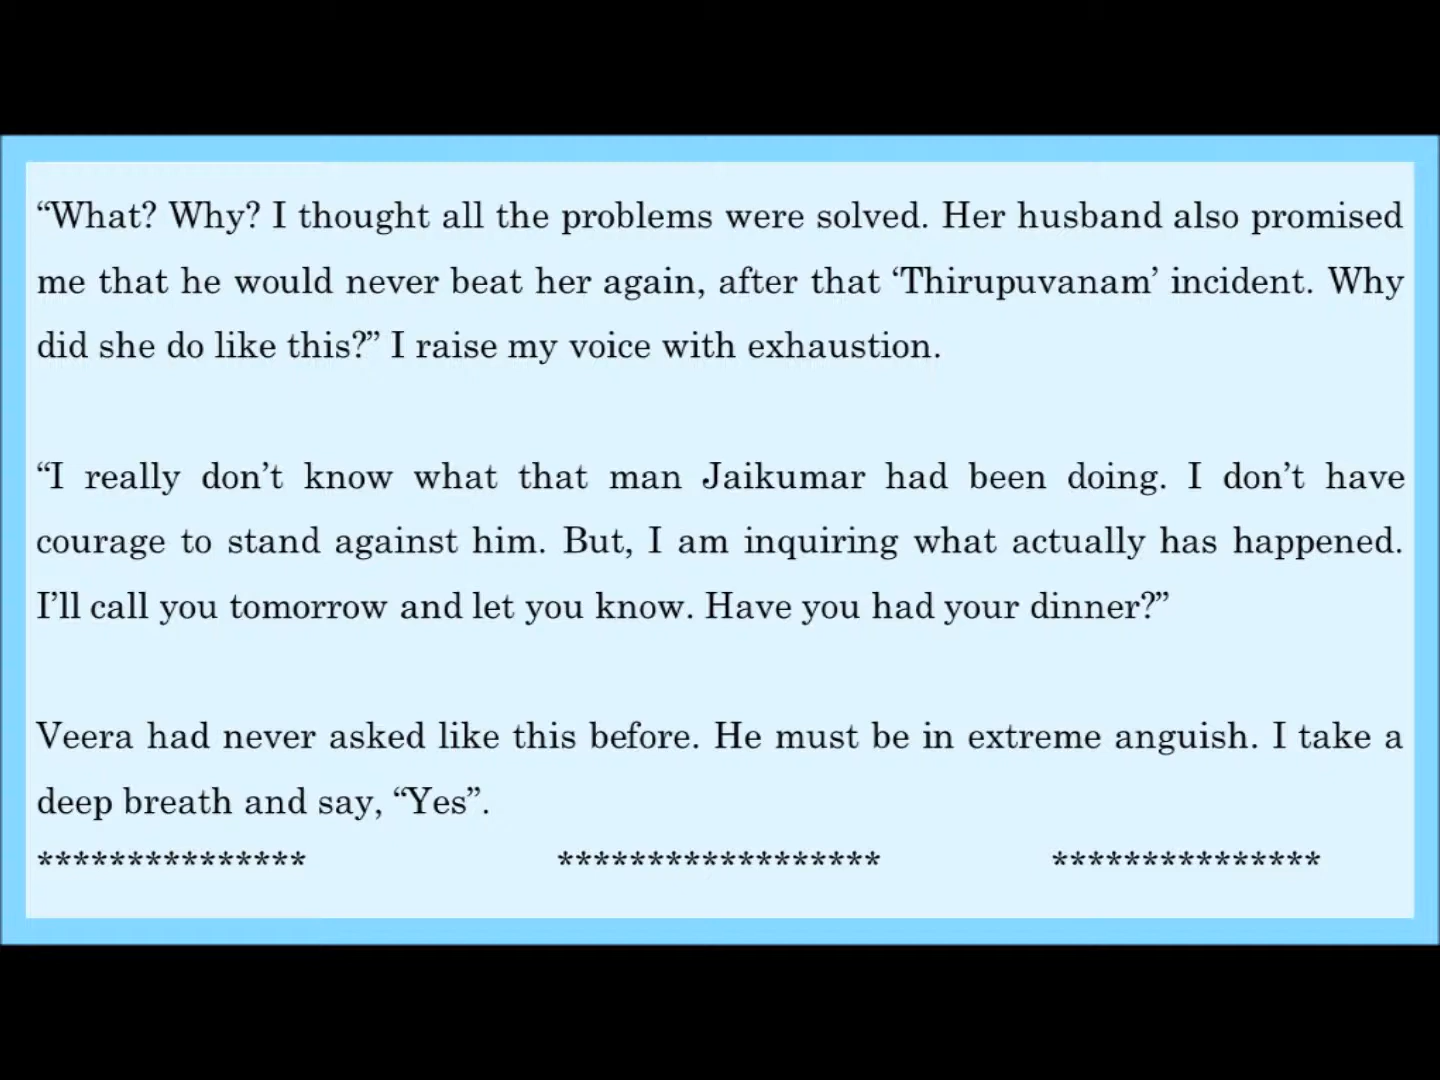 “What? Why? I thought all the problems were solved. Her husband also promised
me that he would never beat her again, after that ‘Thirupuvanam’ incident. Why
did she do like this?” I raise my voice with exhaustion.
“I really don’t know what that man Jaikumar had been doing. I don’t have
courage to stand against him. But, I am inquiring what actually has happened.
I’ll call you tomorrow and let you know. Have you had your dinner?”
Veera had never asked like this before. He must be in extreme anguish. I take a
deep breath and say, “Yes”.
*************** ****************** ***************